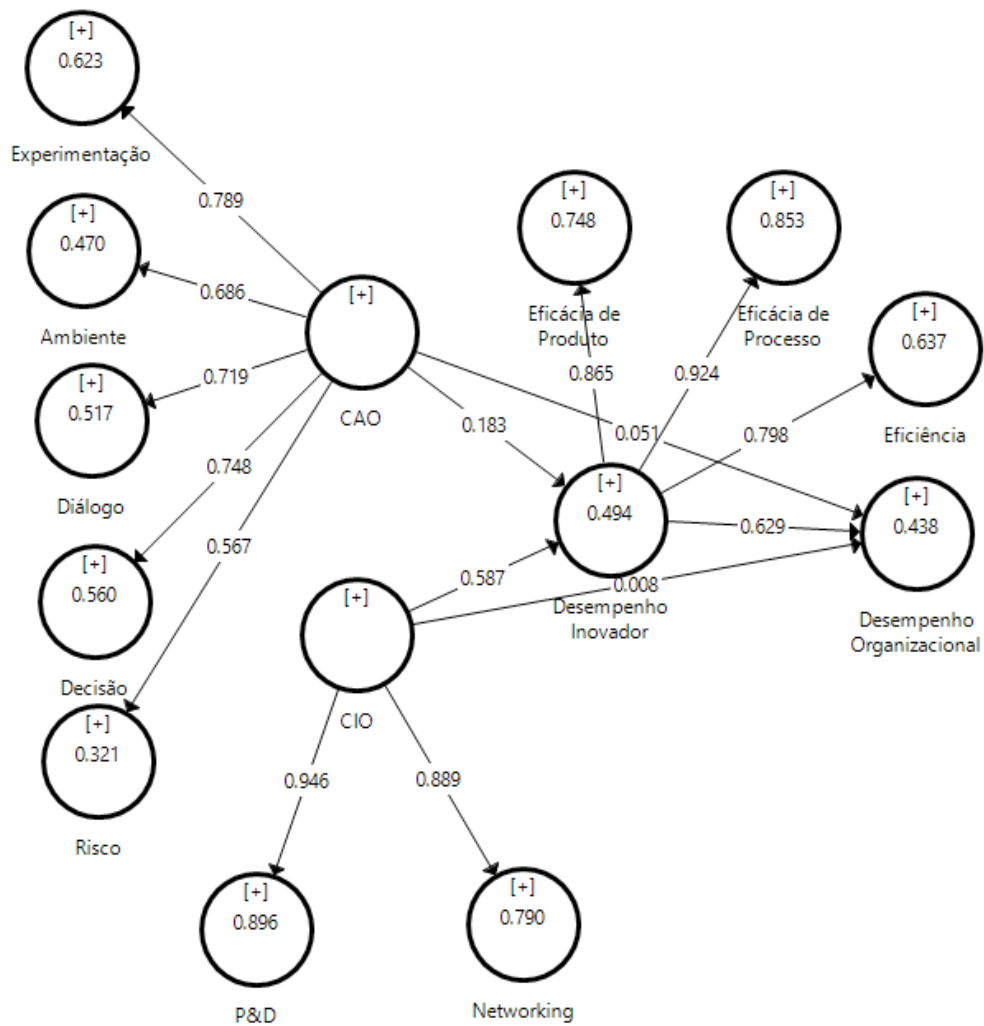 [+]
0.623
Experimentação
0.789
[+]
0.470
Ambiente
0.686
[+]
0.517
Diálogo
0.719
[+]
0.560
Decisão
0.748
[+]
0.321
Risco
0.567
[+]
CAO
0.183
0.051
[+]
0.748
Eficácia de
Produto
0.865
[+]
0.853
Eficácia de
Processo
0.924
[+]
0.637
Eficiência
0.798
[+]
0.494
Desempenho
Inovador
0.629
[+]
0.438
Desempenho
Organizacional
0.587
0.008
[+]
CIO
0.946
0.889
[+]
0.896
P&D
[+]
0.790
Networking